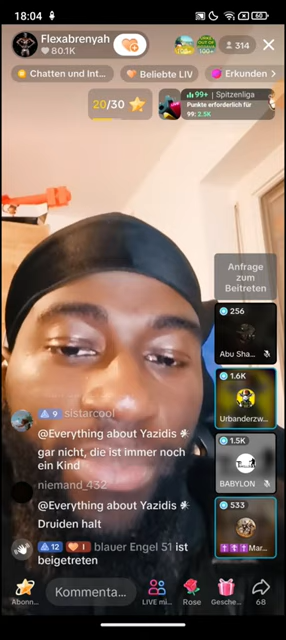 18:04
60
Flexabrenyah
80.1K
100+
314
Chatten und Int...
Beliebte LIV
Erkunden
20/30
99+ | Spitzenliga
Punkte erforderlich für
99: 2.5K
Anfrage
zum
Beitreten
256
Abu Sha...
1.6K
Urbanderzw...
1.5K
BABYLON
533
Mar...
9 sistarcool
@Everything about Yazidis
gar nicht, die ist immer noch
ein Kind
niemand_432
@Everything about Yazidis
Druiden halt
12 1 blauer Engel 51 ist
beigetreten
Abonn...
Kommenta...
LIVE mi...
Rose
Gesche...
68